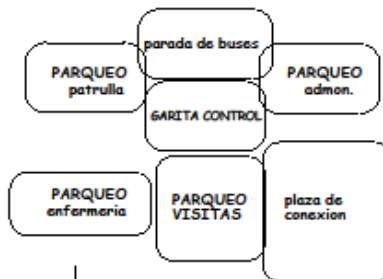 parada de buses
PARQUEO
patrulla
PARQUEO
admon.
GARITA CONTROL
PARQUEO
enfermeria
PARQUEO
VISITAS
plaza de
conexion